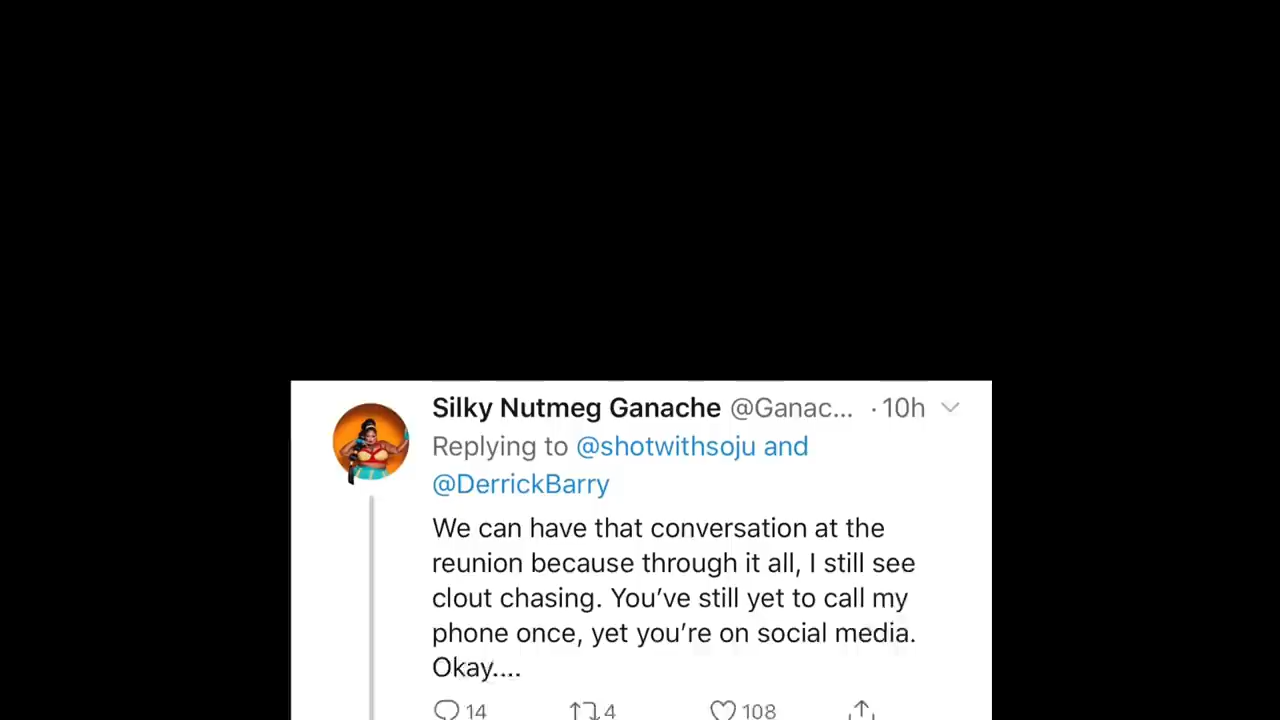 Silky Nutmeg Ganache @Ganac... · 10h
Replying to @shotwithsoju and
@DerrickBarry
We can have that conversation at the
reunion because through it all, I still see
clout chasing. You’ve still yet to call my
phone once, yet you’re on social media.
Okay....
14 4 108